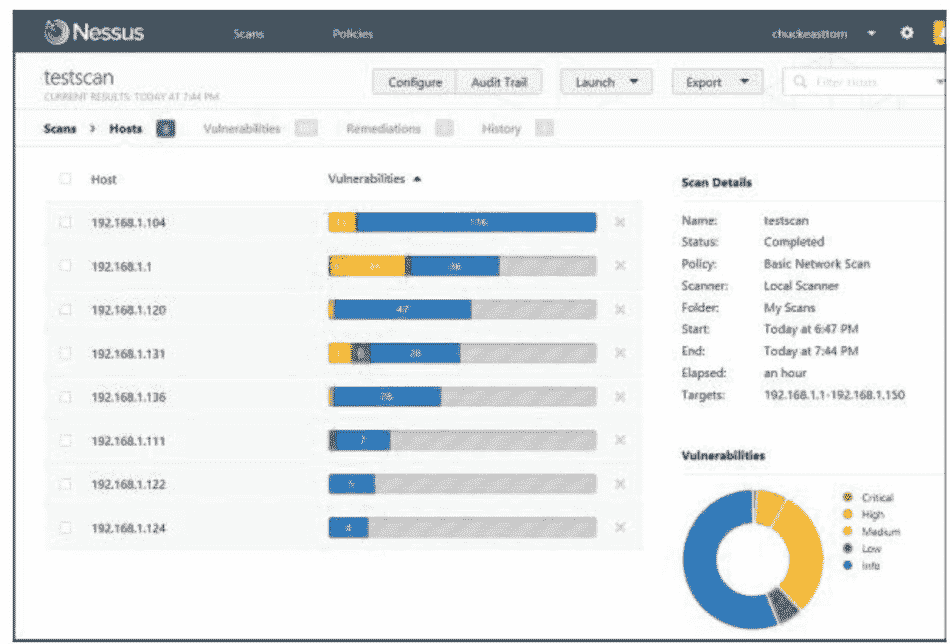 Nessus Scans Policies chuckeasttom
testscan
CURRENT RESULTS: TODAY AT 7:44 PM
Configure Audit Trail Launch Export Filter Hosts
Scans > Hosts Vulnerabilities Remediations History
Host Vulnerabilities
192.168.1.104
192.168.1.1
192.168.1.120 47
192.168.1.131 28
192.168.1.136
192.168.1.111 7
192.168.1.122 5
192.168.1.124 4
Scan Details
Name: testscan
Status: Completed
Policy: Basic Network Scan
Scanner: Local Scanner
Folder: My Scans
Start: Today at 6:47 PM
End: Today at 7:44 PM
Elapsed: an hour
Targets: 192.168.1.1-192.168.1.150
Vulnerabilities
Critical
High
Medium
Low
Info